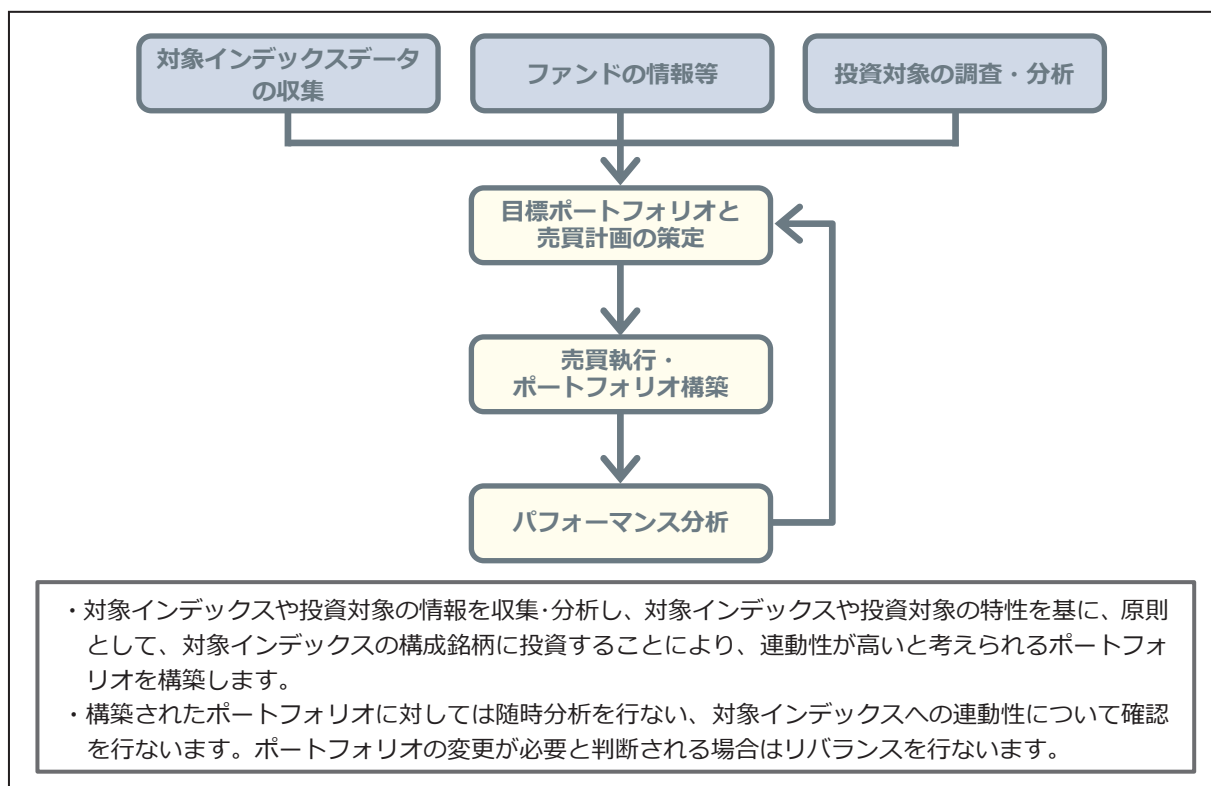 対象インデックスデータ
の収集
ファンドの情報等
投資対象の調査・分析
目標ポートフォリオと
売買計画の策定
売買執行・
ポートフォリオ構築
パフォーマンス分析
・対象インデックスや投資対象の情報を収集･分析し、対象インデックスや投資対象の特性を基に、原則
として、対象インデックスの構成銘柄に投資することにより、連動性が高いと考えられるポートフォ
リオを構築します。
・構築されたポートフォリオに対しては随時分析を行ない、対象インデックスへの連動性について確認
を行ないます。ポートフォリオの変更が必要と判断される場合はリバランスを行ないます。